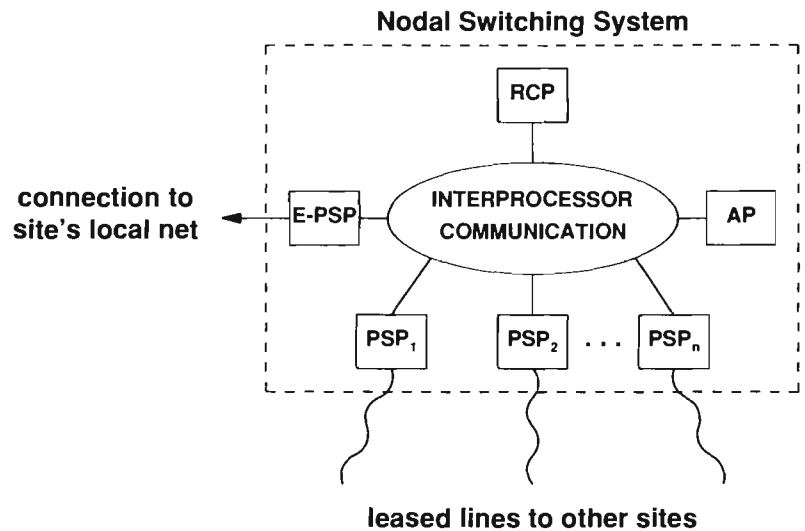 Nodal Switching System
RCP
connection to
site's local net
E-PSP
INTERPROCESSOR
COMMUNICATION
AP
PSP1
PSP2
. . .
PSPn
leased lines to other sites